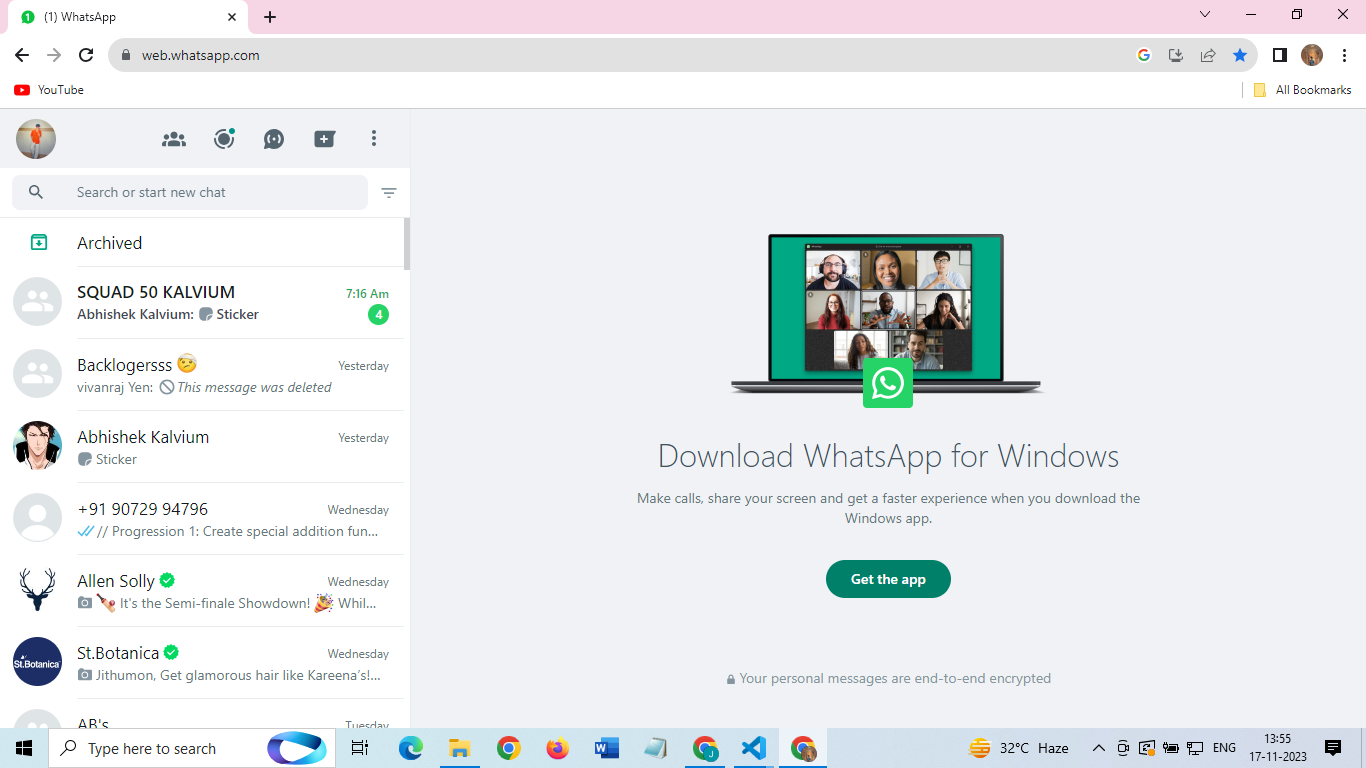 1 (1) WhatsApp
web.whatsapp.com
YouTube
All Bookmarks
Search or start new chat
Archived
SQUAD 50 KALVIUM 7:16 Am
Abhishek Kalvium: Sticker 4
Backlogersss 🤕 Yesterday
vivanraj Yen: This message was deleted
Abhishek Kalvium Yesterday
Sticker
+91 90729 94796 Wednesday
// Progression 1: Create special addition fun...
Allen Solly Wednesday
🏏 It's the Semi-finale Showdown! 🎉 Whil...
St.Botanica Wednesday
St.Botanica
Jithumon, Get glamorous hair like Kareena's!...
AB's Tuesday
Download WhatsApp for Windows
Make calls, share your screen and get a faster experience when you download the
Windows app.
Get the app
Your personal messages are end-to-end encrypted
Type here to search
J
32°C Haze
ENG
13:55
17-11-2023